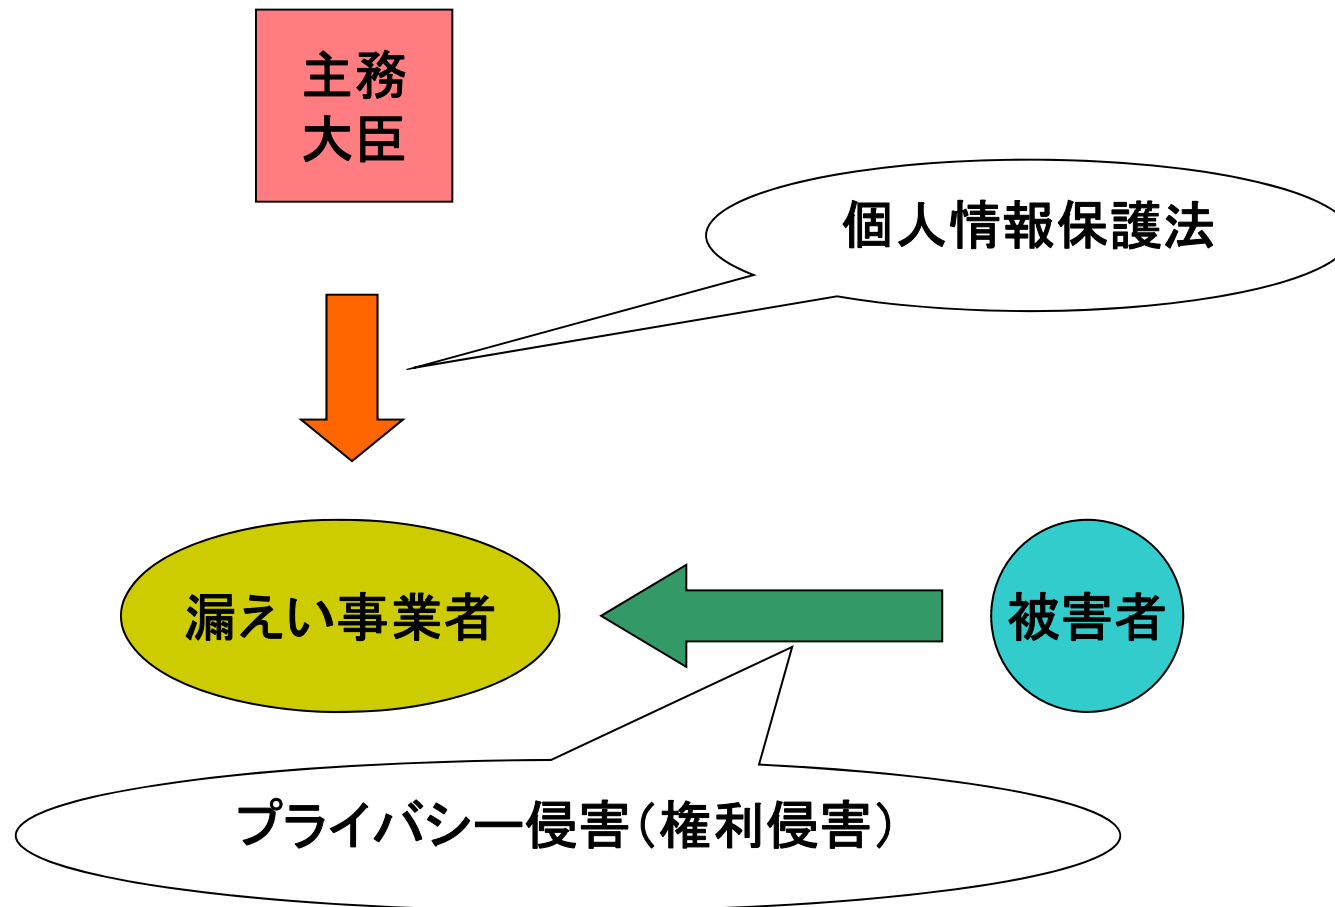 主務
大臣
個人情報保護法
漏えい事業者
被害者
プライバシー侵害(権利侵害)